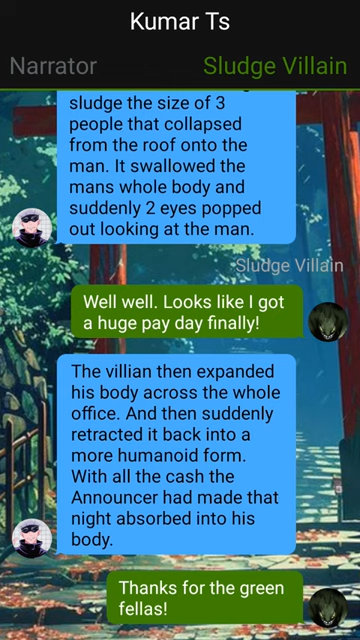 Kumar Ts
Narrator
Sludge Villain
sludge the size of 3
people that collapsed
from the roof onto the
man. It swallowed the
mans whole body and
suddenly 2 eyes popped
out looking at the man.
Sludge Villain
Well well. Looks like I got
a huge pay day finally!
The villian then expanded
his body across the whole
office. And then suddenly
retracted it back into a
more humanoid form.
With all the cash the
Announcer had made that
night absorbed into his
body.
Thanks for the green
fellas!